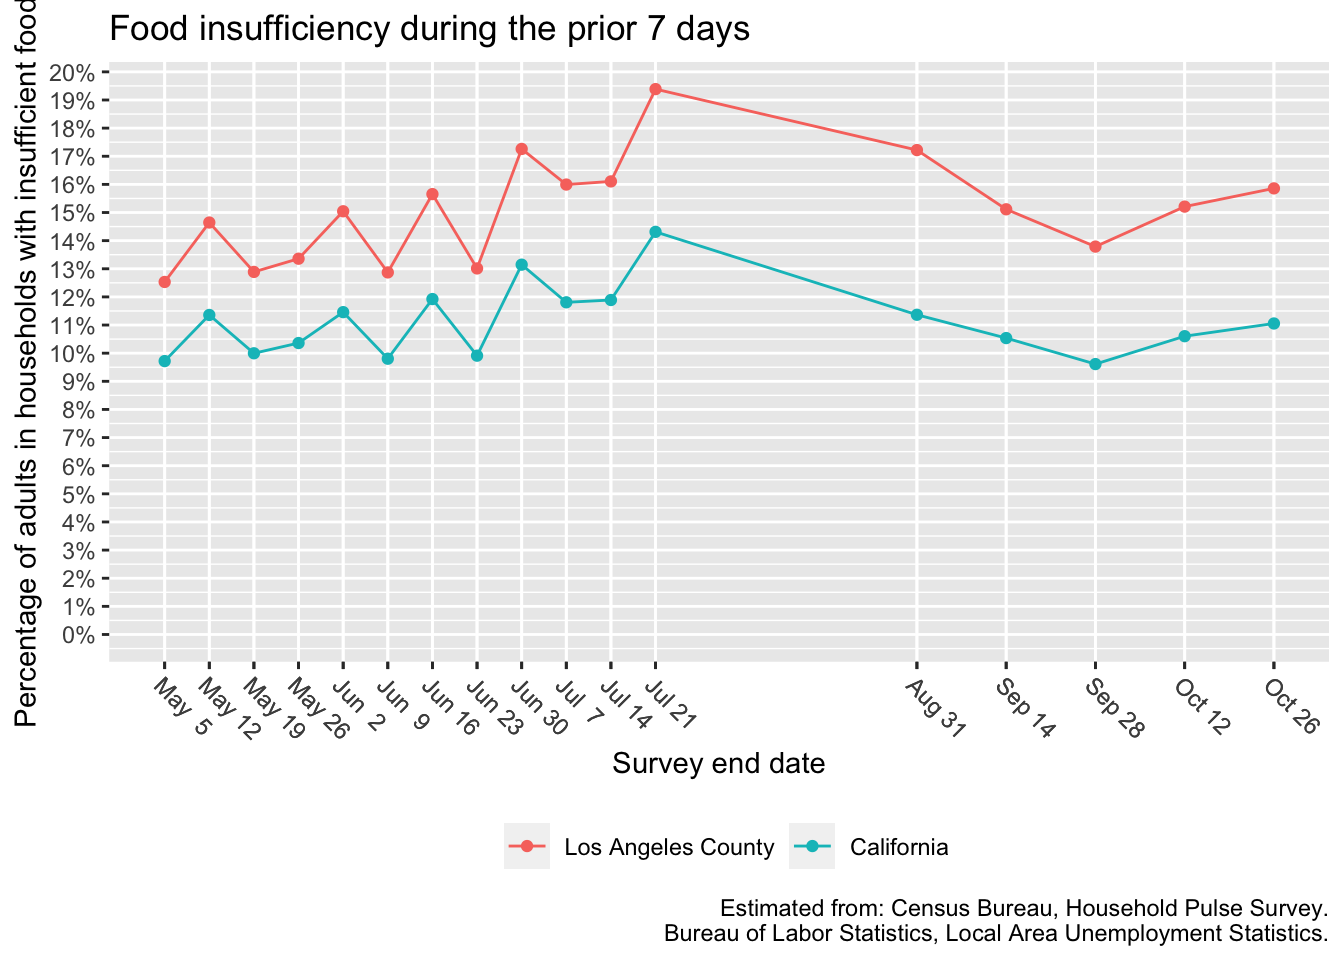 Food insufficiency during the prior 7 days
Percentage of adults in households with insufficient food
20%
19%
18%
17%
16%
15%
14%
13%
12%
11%
10%
9%
8%
7%
6%
5%
4%
3%
2%
1%
0%
May 5
May 12
May 19
May 26
Jun 2
Jun 9
Jun 16
Jun 23
Jun 30
Jul 7
Jul 14
Jul 21
Aug 31
Sep 14
Sep 28
Oct 12
Oct 26
Survey end date
Los Angeles County
California
Estimated from: Census Bureau, Household Pulse Survey.
Bureau of Labor Statistics, Local Area Unemployment Statistics.